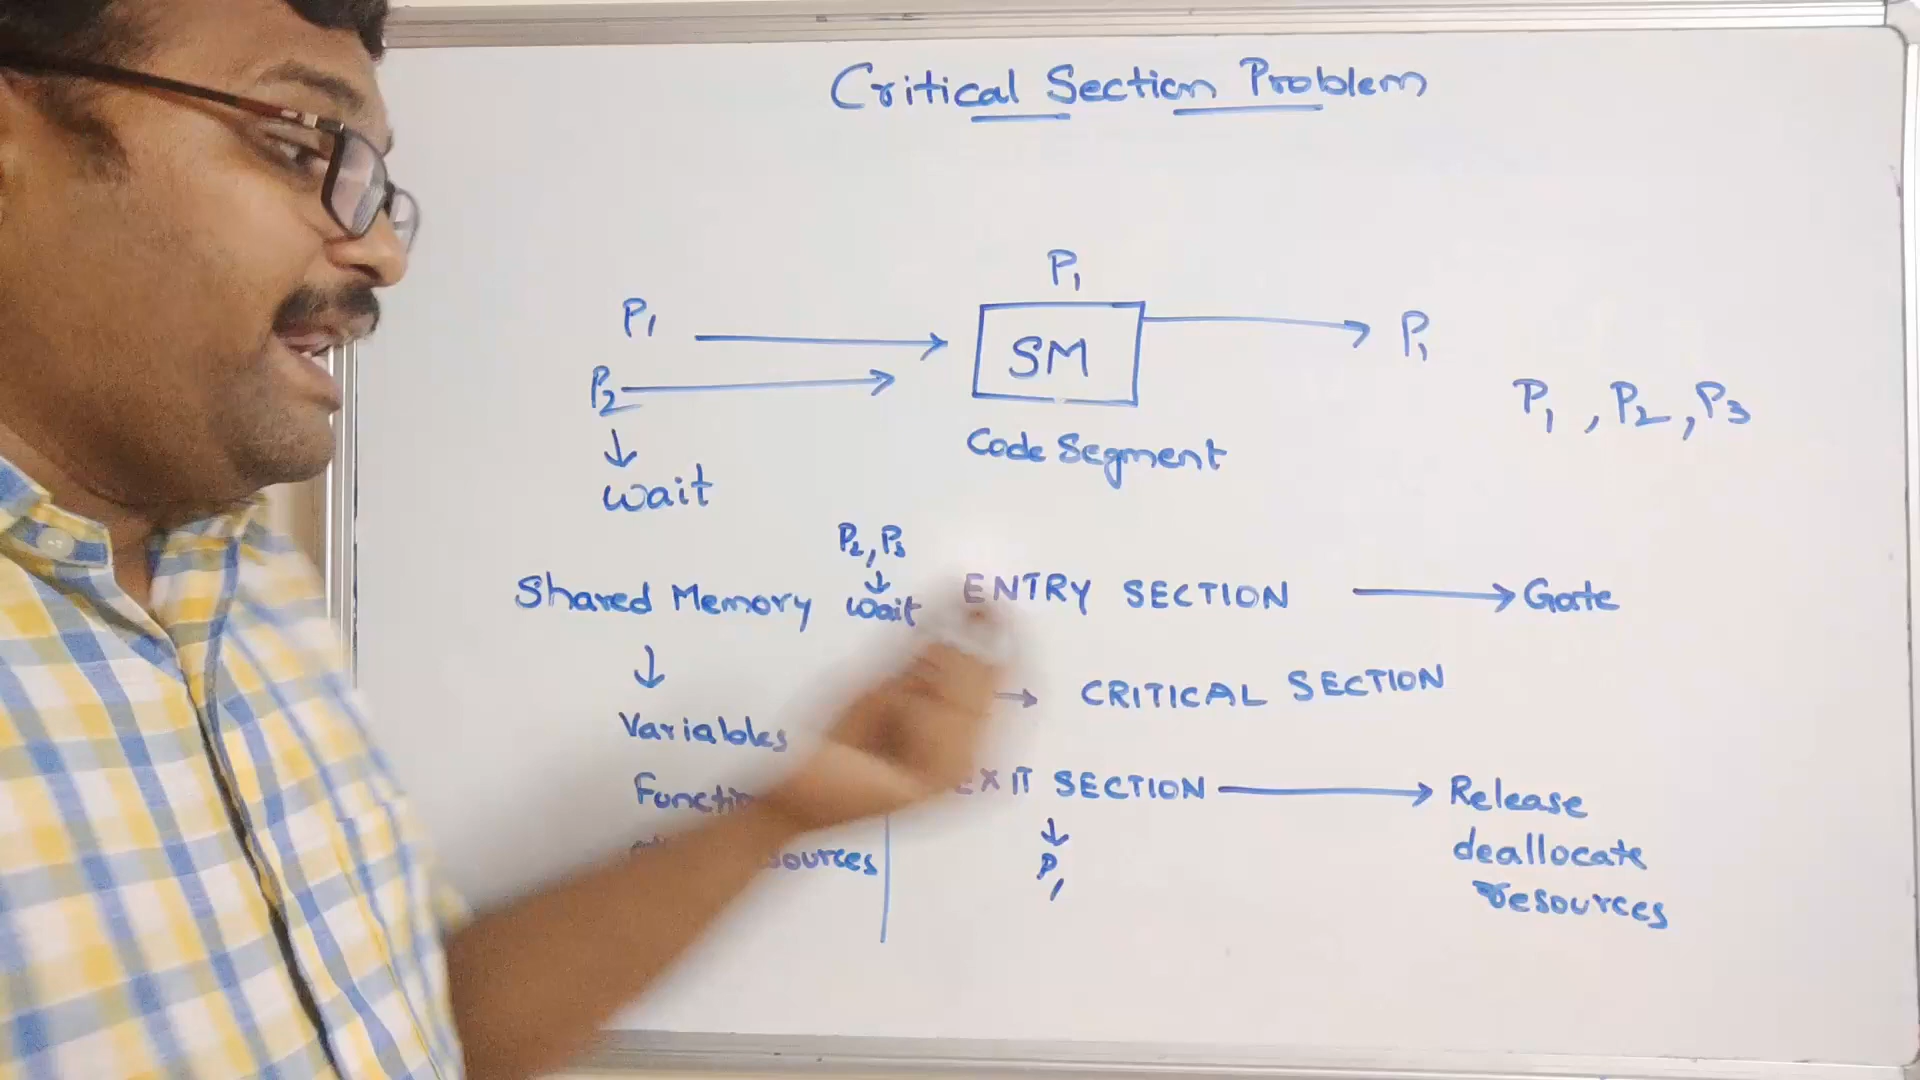 Critical Section Problem
P1
P1
SM
P1
P2
P1, P2, P3
Code Segment
wait
P2, P3
Shared Memory
wait
ENTRY SECTION
Gate
CRITICAL SECTION
Variables
EXIT SECTION
Release
deallocate
P1
resources